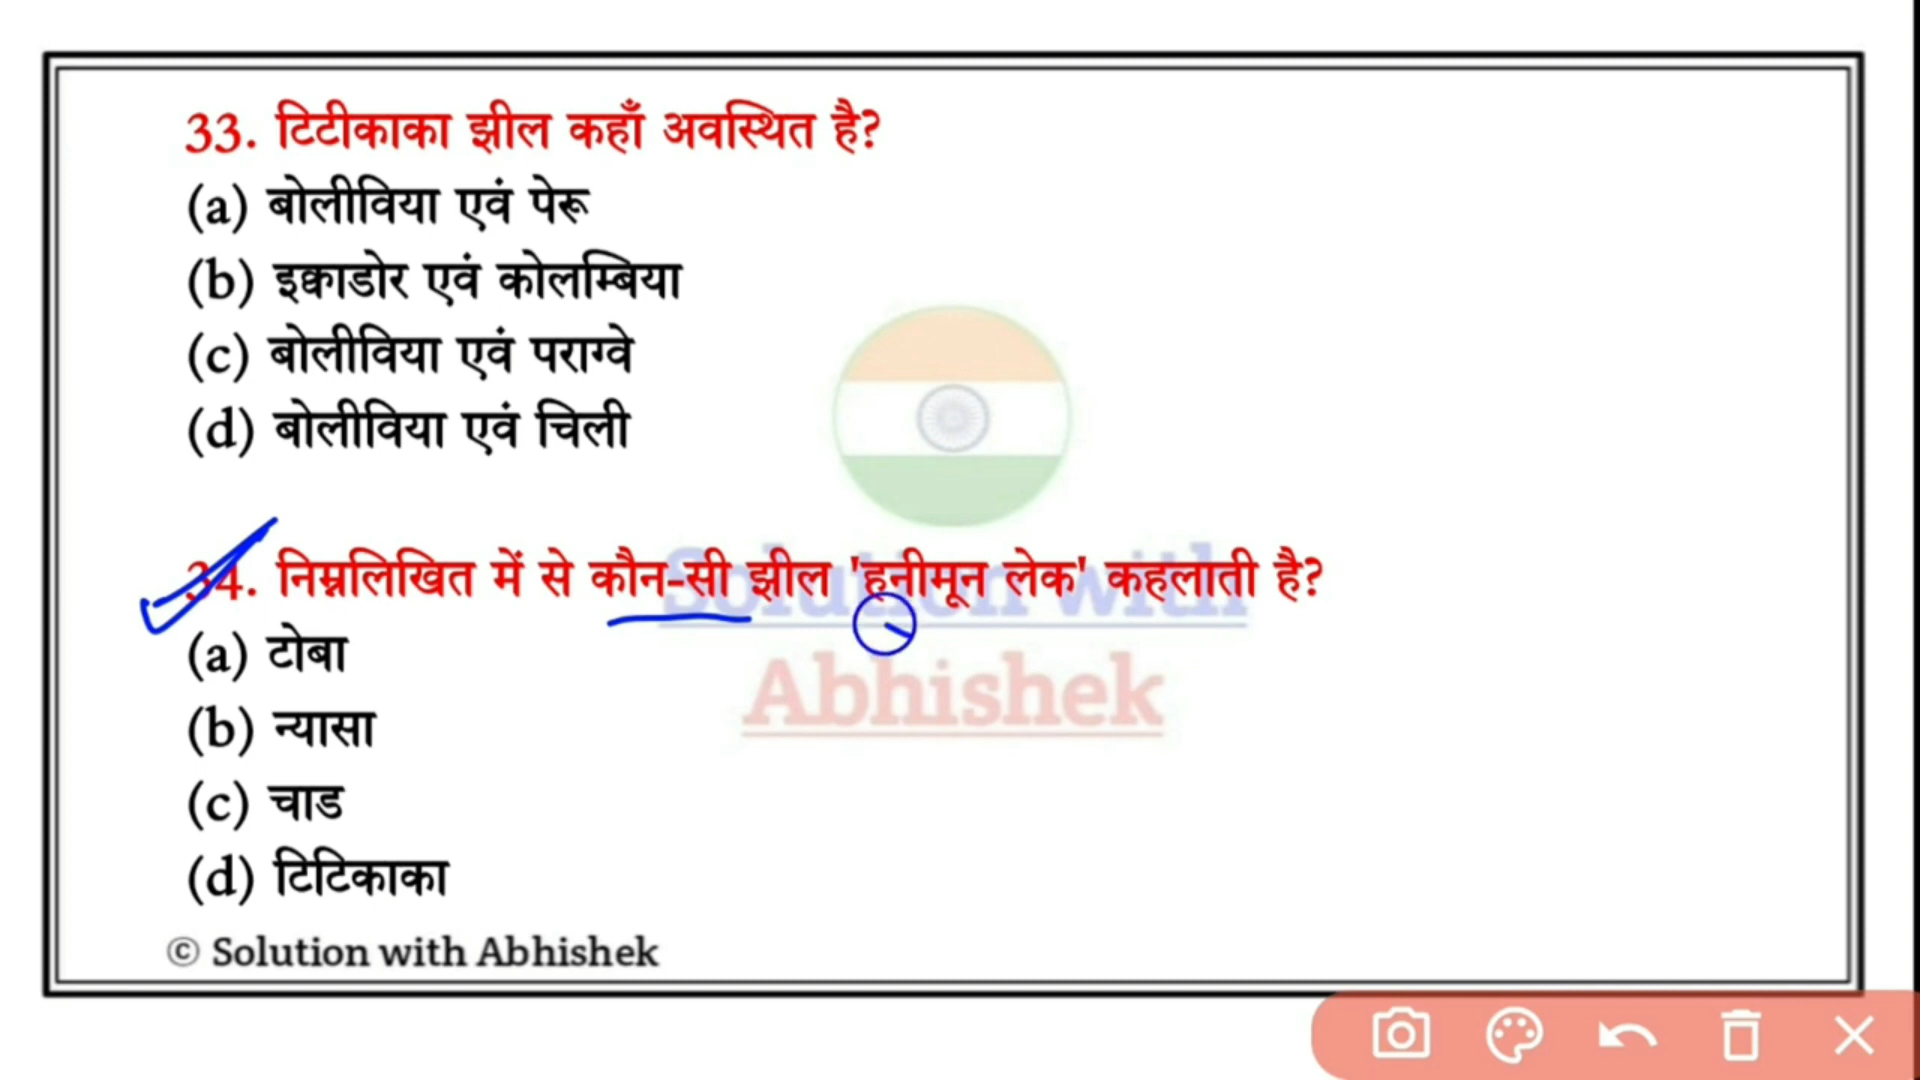 33. टिटीकाका झील कहाँ अवस्थित है?
(a) बोलीविया एवं पेरू
(b) इक्वाडोर एवं कोलम्बिया
(c) बोलीविया एवं पराग्वे
(d) बोलीविया एवं चिली
34. निम्नलिखित में से कौन-सी झील 'हनीमून लेक' कहलाती है?
Solution with
(a) टोबा
Abhishek
(b) न्यासा
(c) चाड
(d) टिटिकाका
© Solution with Abhishek